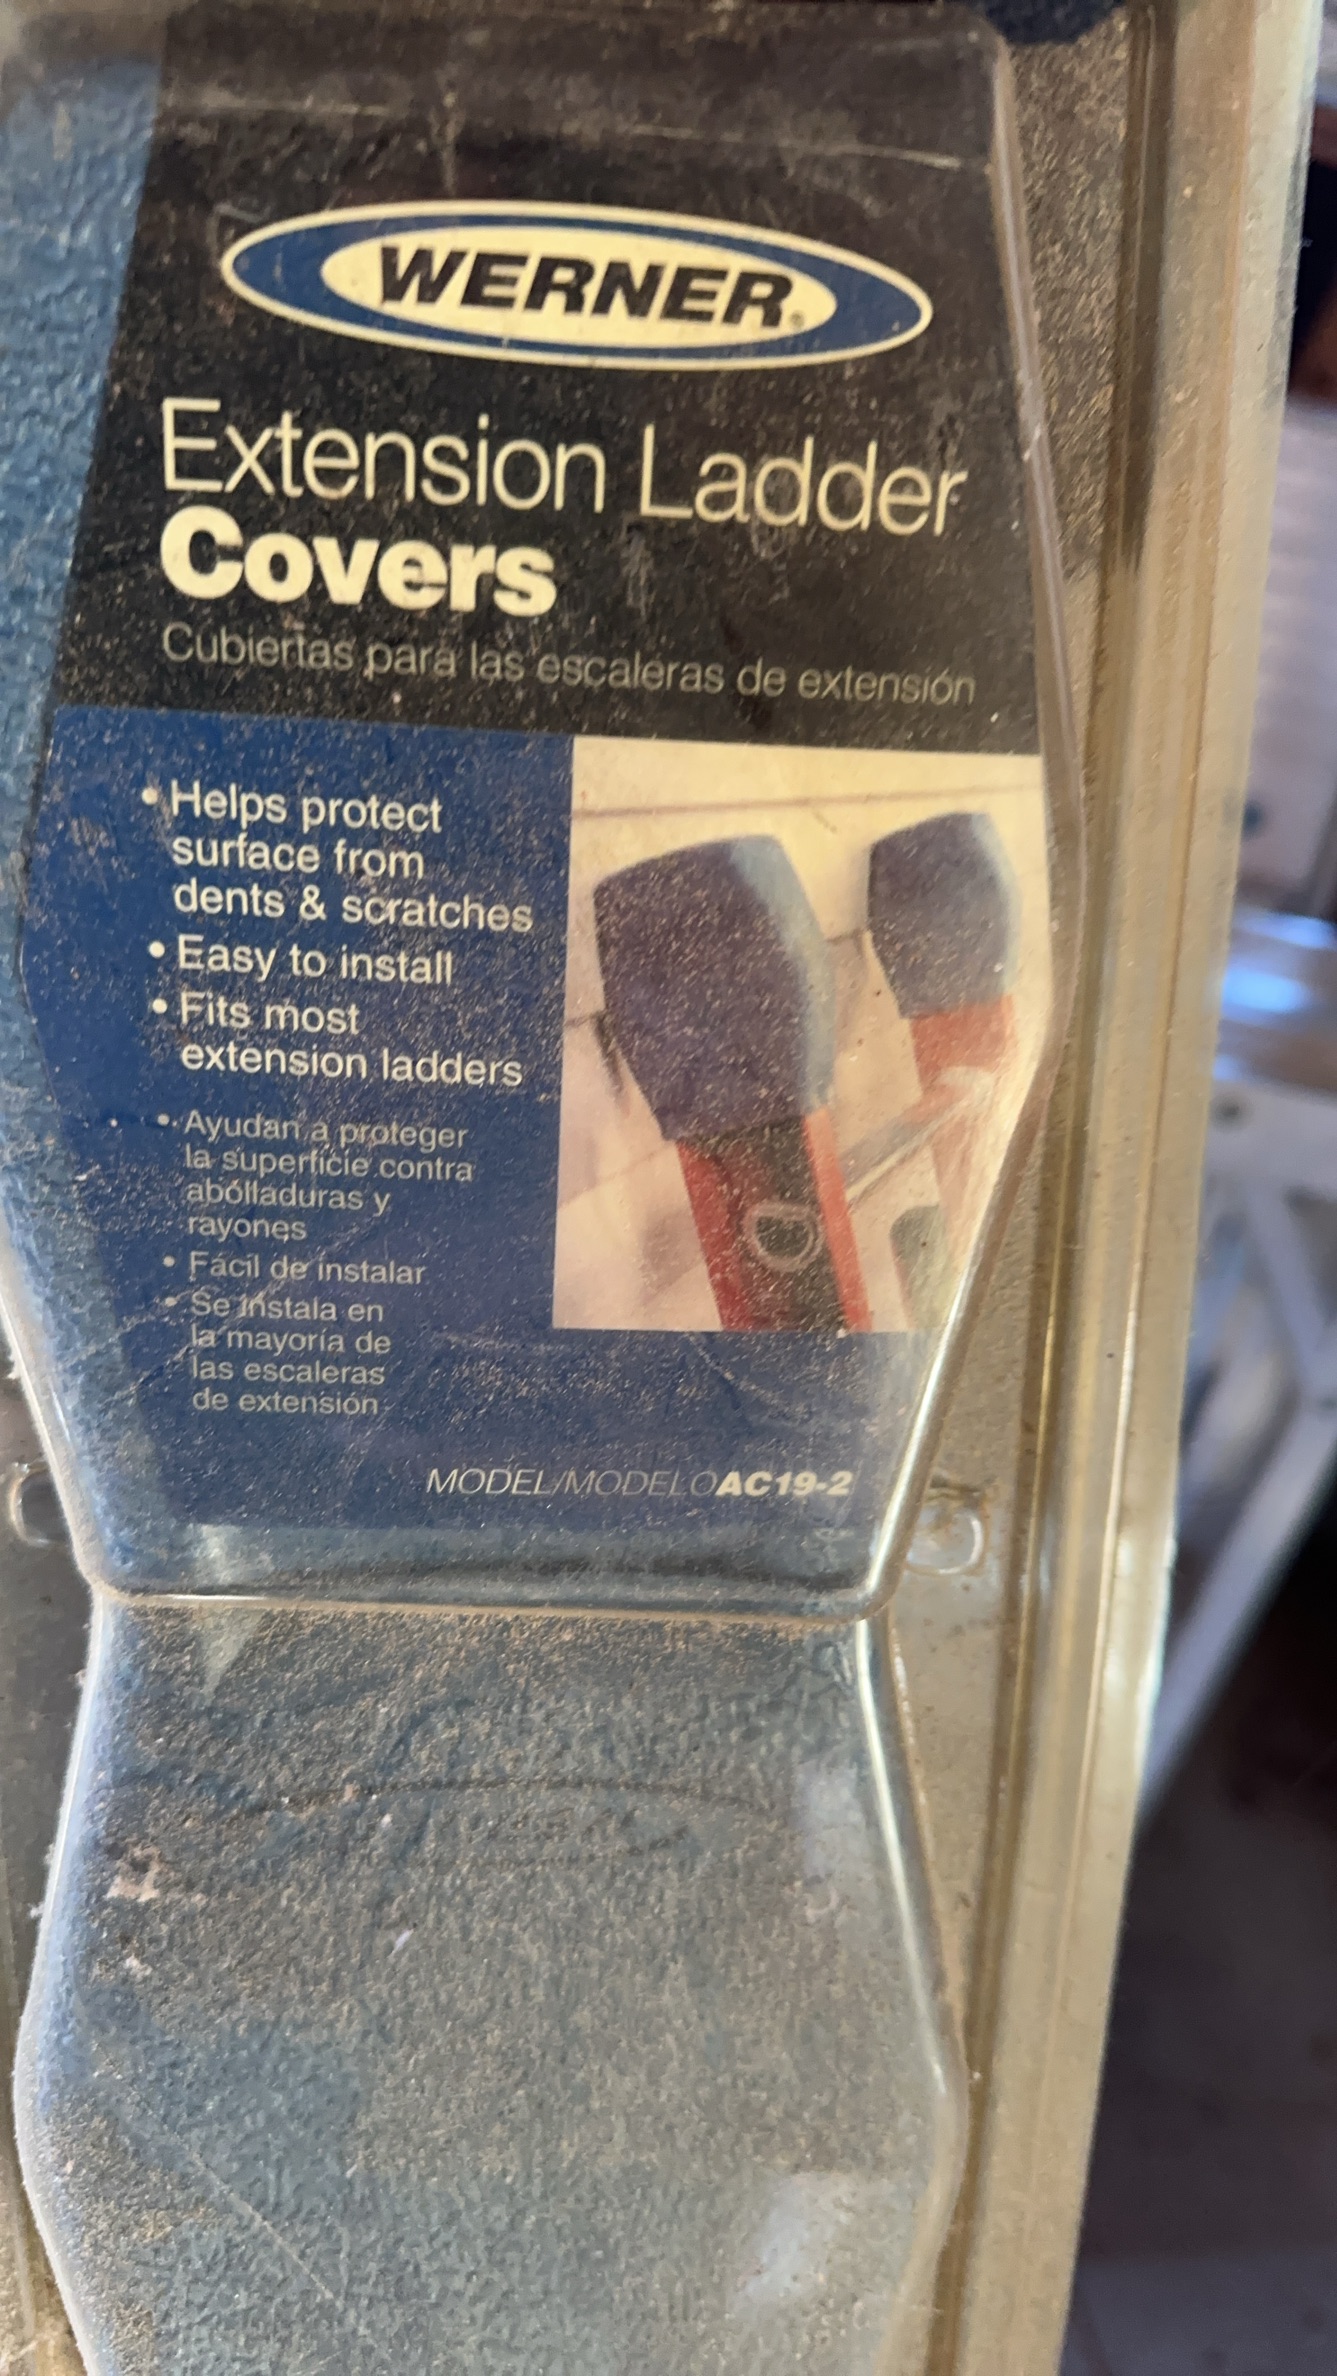 WERNER®
Extension Ladder
Covers
Cubiertas para las escaleras de extensión
• Helps protect
surface from
dents & scratches
• Easy to install
• Fits most
extension ladders
• Ayudan a proteger
la superficie contra
abolladuras y
rayones
• Fácil de instalar
• Se instala en
la mayoría de
las escaleras
de extensión
MODEL/MODELO AC19-2